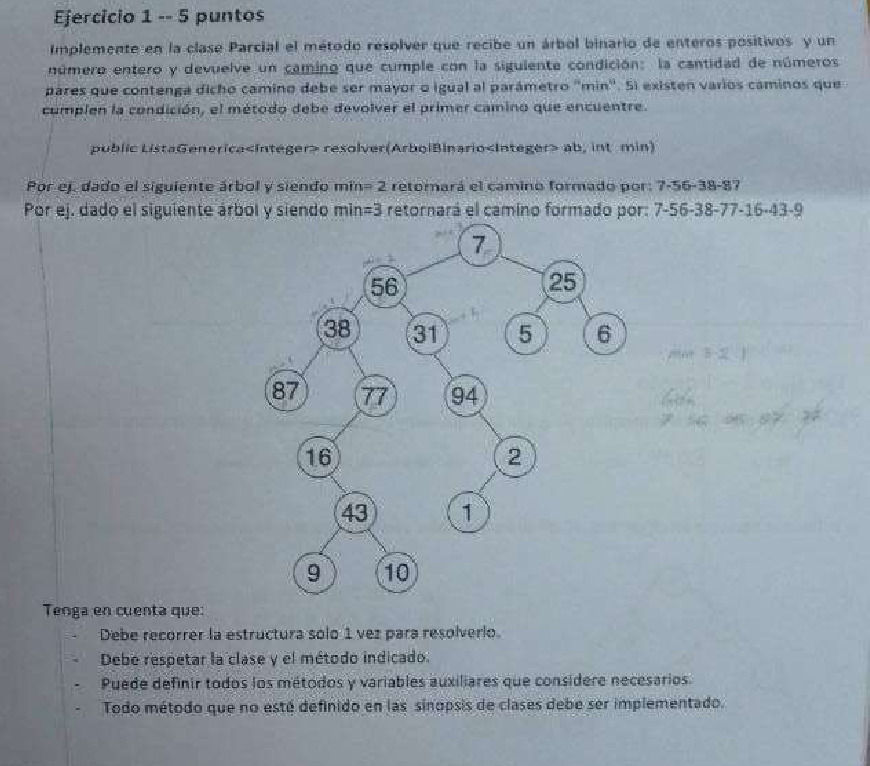 Ejercicio 1 -- 5 puntos
Implemente en la clase Parcial el método resolver que recibe un árbol binario de enteros positivos y un
número entero y devuelve un camino que cumple con la siguiente condición: la cantidad de números
pares que contenga dicho camino debe ser mayor o igual al parámetro "min". Si existen varios caminos que
cumplen la condición, el método debe devolver el primer camino que encuentre.
public ListaGenerica<Integer> resolver(ArbolBinario<Integer> ab, int min)
Por ej. dado el siguiente árbol y siendo min= 2 retornará el camino formado por: 7-56-38-87
Por ej. dado el siguiente árbol y siendo min=3 retornará el camino formado por: 7-56-38-77-16-43-9
7
56 25
38 31 5 6
min 3 2 1
87 77 94
16 2
43 1
9 10
Tenga en cuenta que:
- Debe recorrer la estructura solo 1 vez para resolverlo.
- Debe respetar la clase y el método indicado.
- Puede definir todos los métodos y variables auxiliares que considere necesarios.
- Todo método que no esté definido en las sinopsis de clases debe ser implementado.